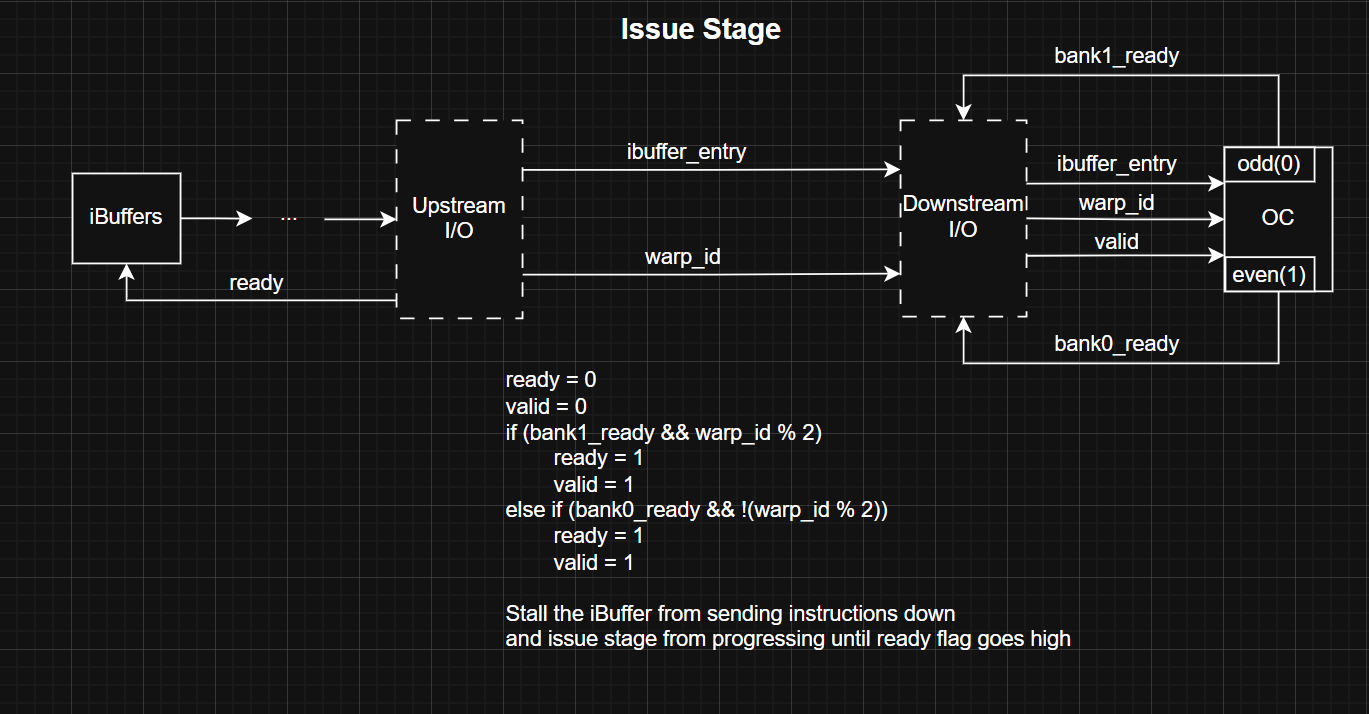 Issue Stage
bank1_ready
ibuffer_entry
ibuffer_entry
odd(0)
iBuffers
...
Upstream
I/O
Downstream
I/O
warp_id
OC
valid
warp_id
ready
even(1)
bank0_ready
ready = 0
valid = 0
if (bank1_ready && warp_id % 2)
ready = 1
valid = 1
else if (bank0_ready && !(warp_id % 2))
ready = 1
valid = 1
Stall the iBuffer from sending instructions down
and issue stage from progressing until ready flag goes high